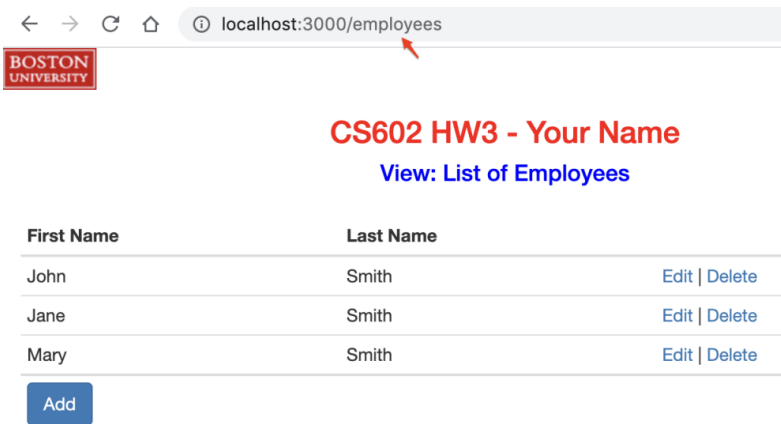 localhost:3000/employees
BOSTON
UNIVERSITY
CS602 HW3 - Your Name
View: List of Employees
First Name Last Name
John Smith Edit | Delete
Jane Smith Edit | Delete
Mary Smith Edit | Delete
Add